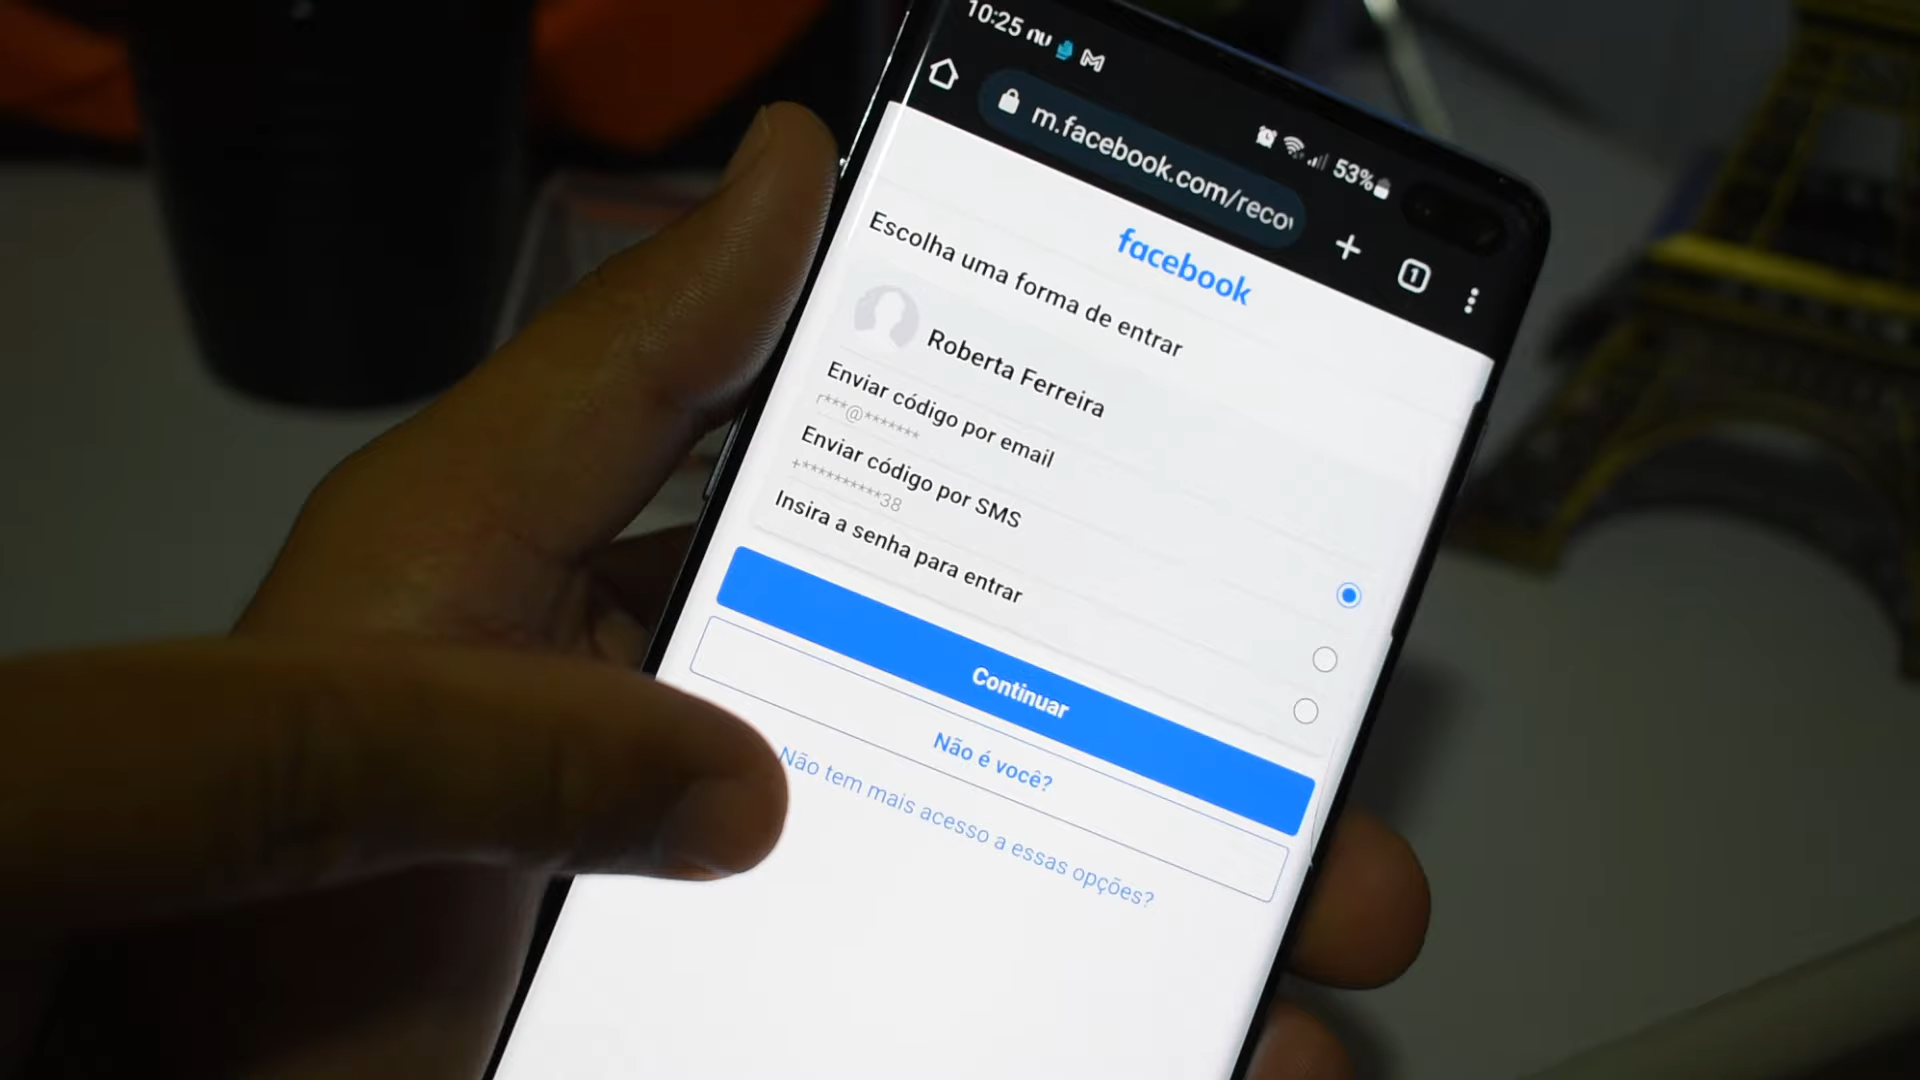 10:25
53%
m.facebook.com/reco
1
facebook
Escolha uma forma de entrar
Roberta Ferreira
Enviar código por email
r***@*******
Enviar código por SMS
+***********38
Insira a senha para entrar
Continuar
Não é você?
Não tem mais acesso a essas opções?